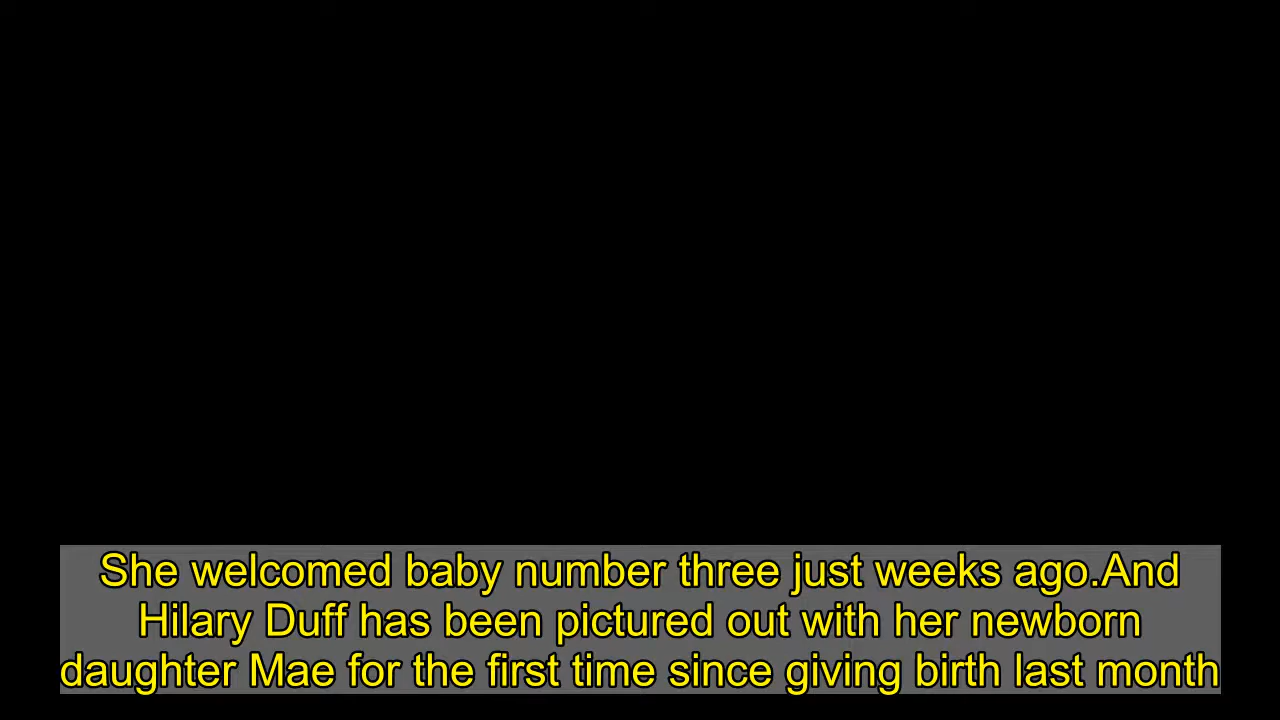 She welcomed baby number three just weeks ago.And
Hilary Duff has been pictured out with her newborn
daughter Mae for the first time since giving birth last month